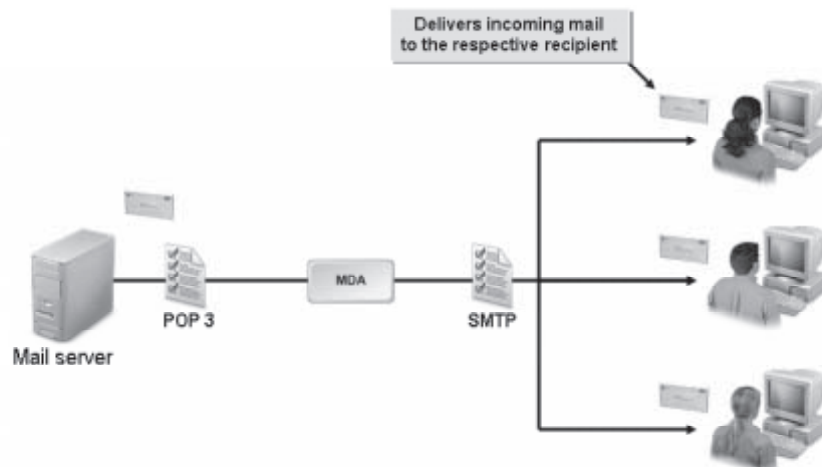 Delivers incoming mail
to the respective recipient
MDA
POP 3
SMTP
Mail server